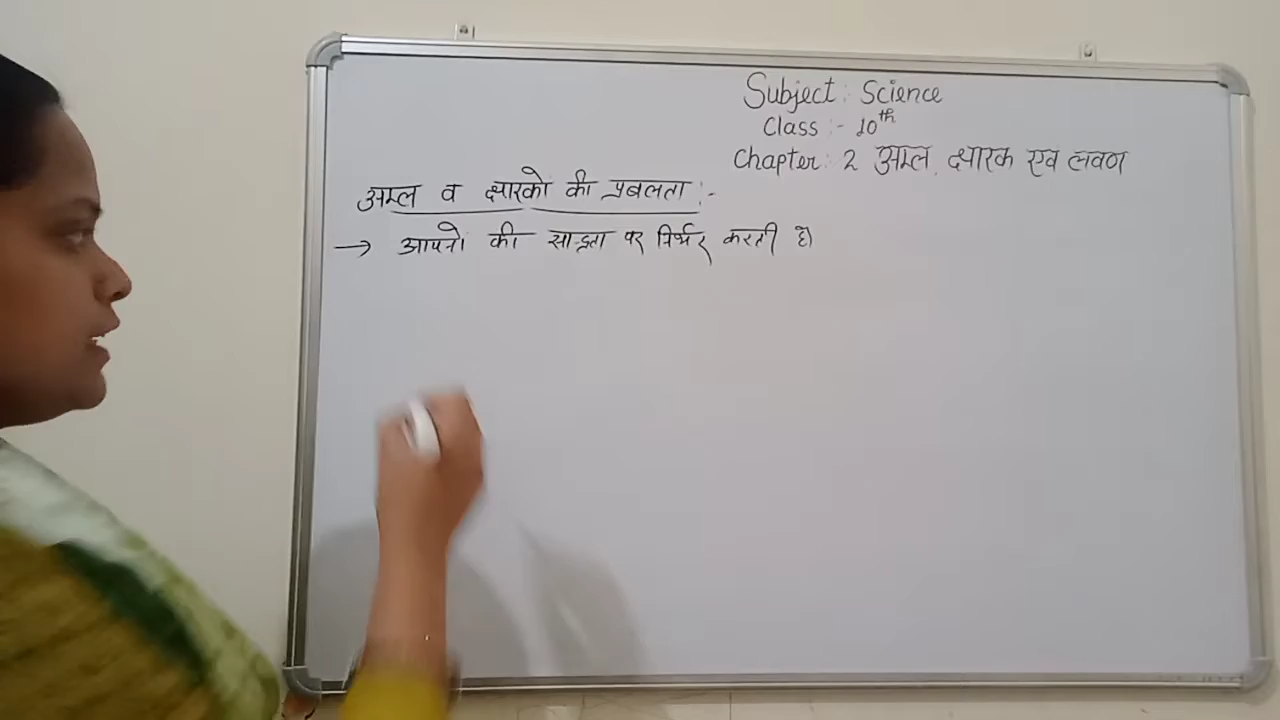 Subject : Science
Class :- 10th
Chapter : 2 अम्ल, क्षारक एव लवण
अम्ल व क्षारको की प्रबलता :-
→ आयनो की सान्द्रता पर निर्भर करती है।